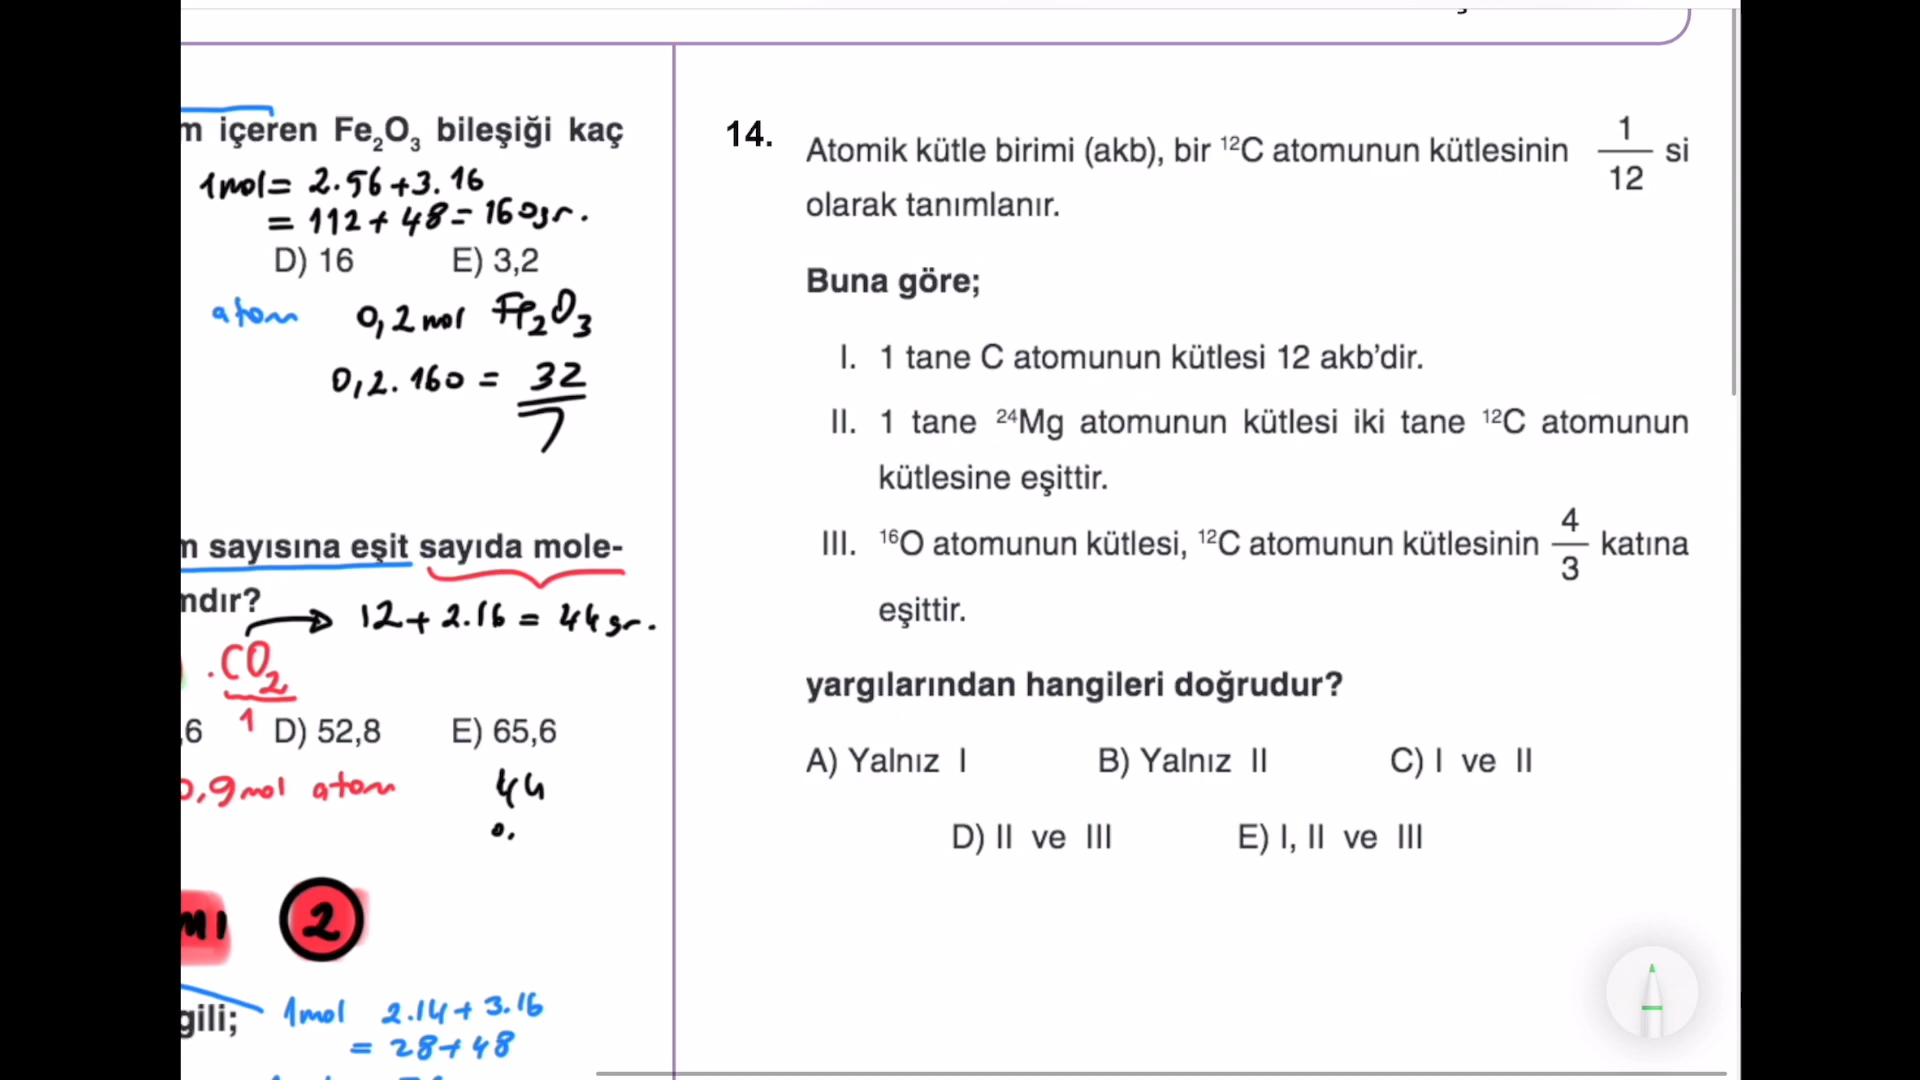 m içeren Fe₂O₃ bileşiği kaç
1mol = 2.56+3.16
= 112+48=160gr.
D) 16 E) 3,2
atom 0,2 mol Fe₂O₃
0,2.160 = 32
n sayısına eşit sayıda mole-
ndır?
12+2.16 = 44gr.
.CO₂
1
,6 D) 52,8 E) 65,6
0,9mol atom 44
0.
MI 2
gili;
1mol 2.14+3.16
= 28+48
14. Atomik kütle birimi (akb), bir ¹²C atomunun kütlesinin 1/12 si
olarak tanımlanır.
Buna göre;
I. 1 tane C atomunun kütlesi 12 akb’dir.
II. 1 tane ²⁴Mg atomunun kütlesi iki tane ¹²C atomunun
kütlesine eşittir.
III. ¹⁶O atomunun kütlesi, ¹²C atomunun kütlesinin 4/3 katına
eşittir.
yargılarından hangileri doğrudur?
A) Yalnız I B) Yalnız II C) I ve II
D) II ve III E) I, II ve III